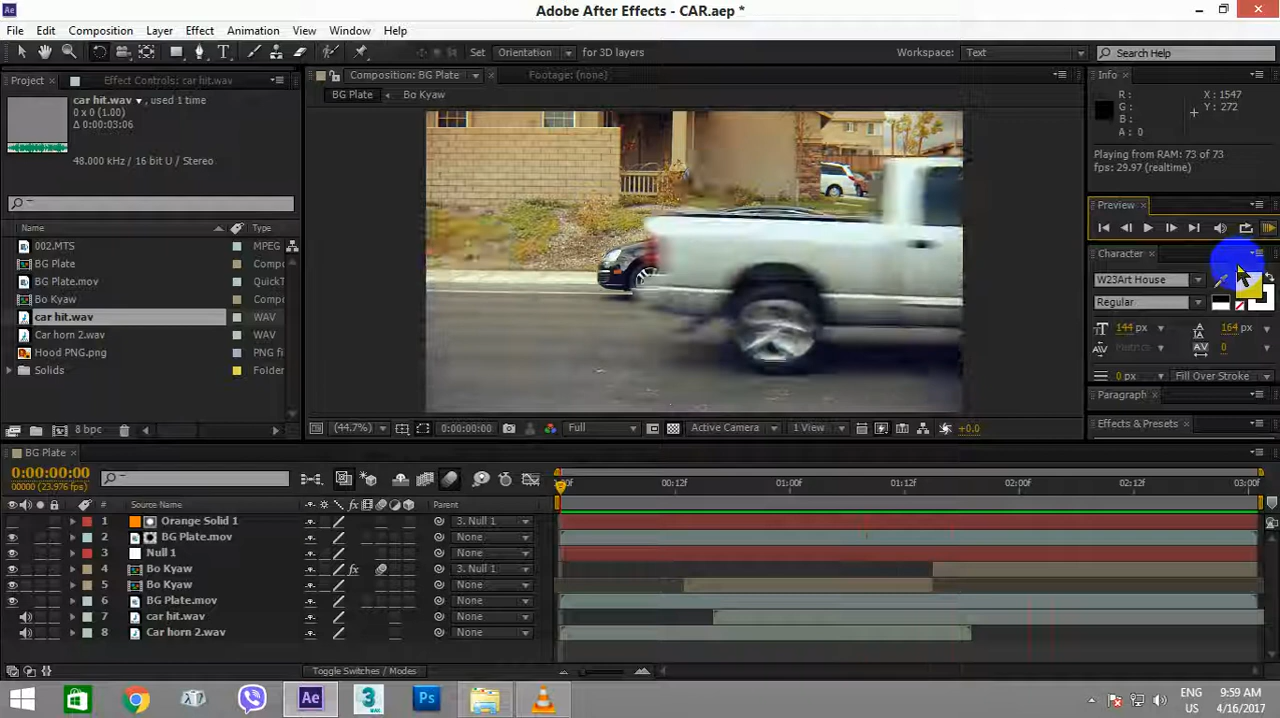 Adobe After Effects - CAR.aep *
File Edit Composition Layer Effect Animation View Window Help
Set Orientation for 3D layers Workspace: Text Search Help
Project Effect Controls: car hit.wav
Composition: BG Plate Footage: (none)
Info
car hit.wav , used 1 time
0 x 0 (1.00)
Δ 0:00:03:06
48.000 kHz / 16 bit U / Stereo
BG Plate Bo Kyaw
R : X : 1547
G : Y : 272
B :
A : 0
Playing from RAM: 73 of 73
fps: 29.97 (realtime)
Preview
Name Type
002.MTS MPEG
BG Plate Compo
BG Plate.mov QuickT
Bo Kyaw Compo
car hit.wav WAV
Car horn 2.wav WAV
Hood PNG.png PNG fi
Solids Folder
8 bpc
Character
W23Art House
Regular
144 px 164 px
Metrics 0
0 px Fill Over Stroke
Paragraph
Effects & Presets
(44.7%) 0:00:00:00 Full Active Camera 1 View +0.0
BG Plate
0:00:00:00
00000 (23.976 fps)
:00f 00:12f 01:00f 01:12f 02:00f 02:12f 03:00f
# Source Name Parent
1 Orange Solid 1 3. Null 1
2 BG Plate.mov None
3 Null 1 None
4 Bo Kyaw fx 3. Null 1
5 Bo Kyaw None
6 BG Plate.mov None
7 car hit.wav None
8 Car horn 2.wav None
Toggle Switches / Modes
Ae 3 Ps
ENG
US
9:59 AM
4/16/2017